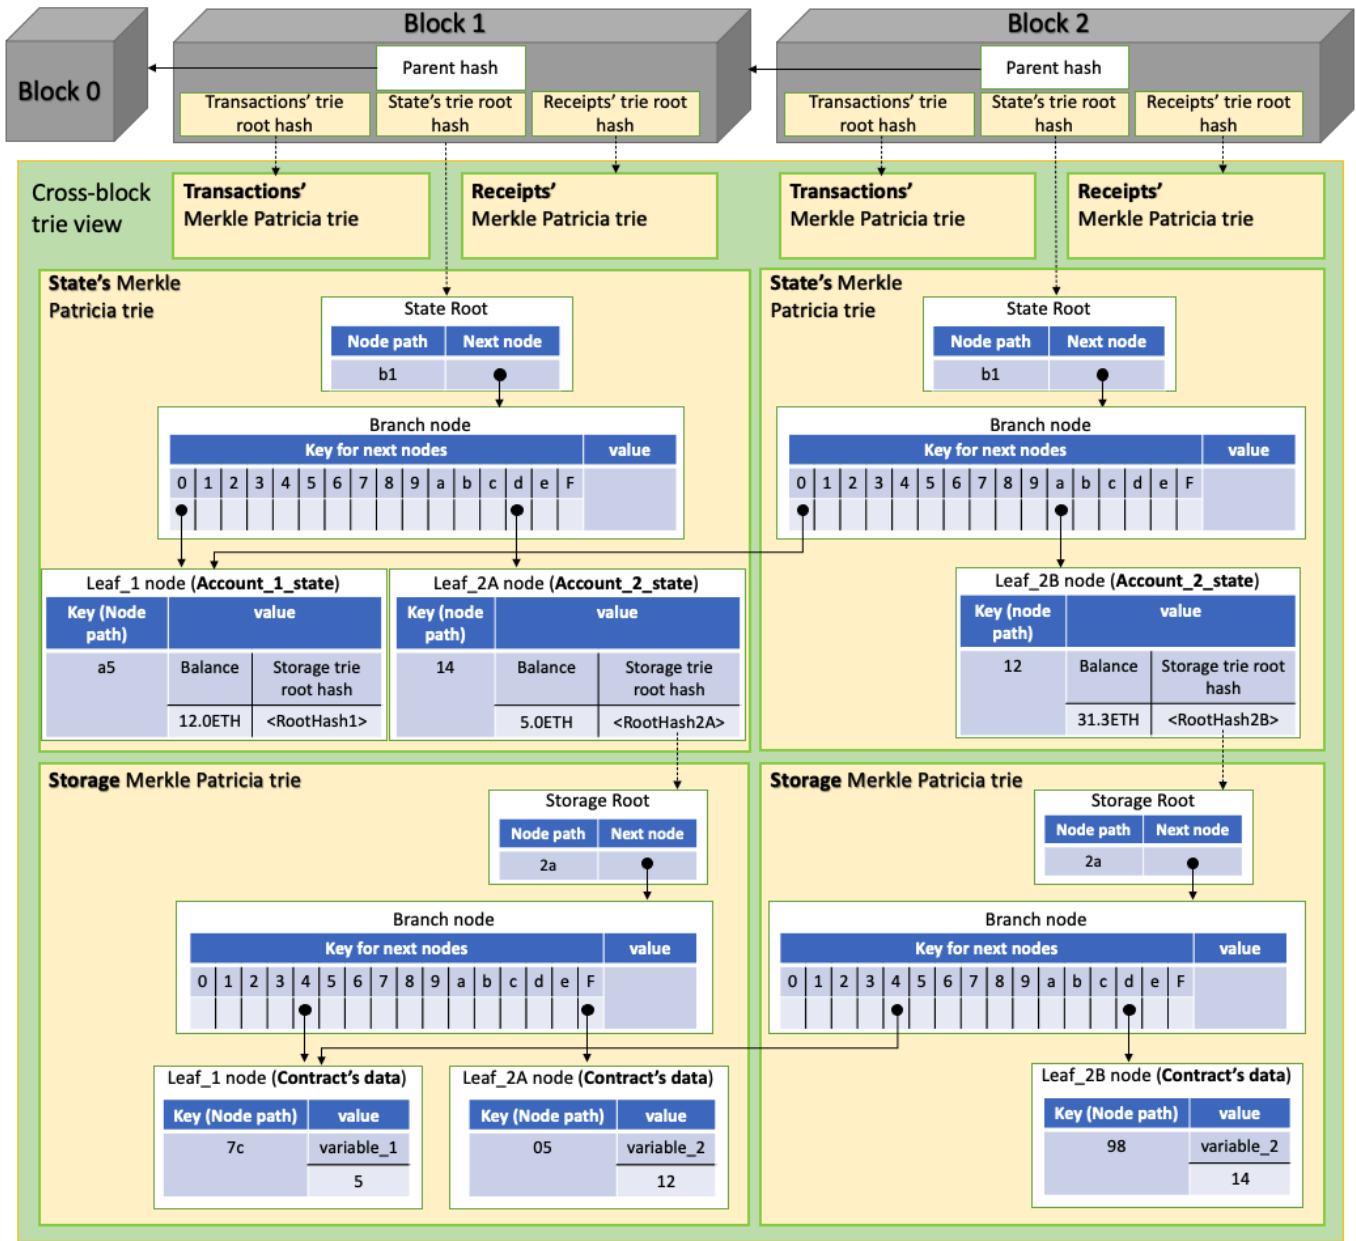 Block 0
Block 1
Parent hash
Transactions' trie
root hash
State's trie root
hash
Receipts' trie root
hash
Block 2
Parent hash
Transactions' trie
root hash
State's trie root
hash
Receipts' trie root
hash
Cross-block
trie view
Transactions'
Merkle Patricia trie
Receipts'
Merkle Patricia trie
Transactions'
Merkle Patricia trie
Receipts'
Merkle Patricia trie
State's Merkle
Patricia trie
State Root
Node path Next node
b1
Branch node
Key for next nodes value
0 1 2 3 4 5 6 7 8 9 a b c d e F
Leaf_1 node (Account_1_state)
Key (Node
path)
value
a5
Balance
Storage trie
root hash
12.0ETH <RootHash1>
Leaf_2A node (Account_2_state)
Key (node
path)
value
14
Balance
Storage trie
root hash
5.0ETH <RootHash2A>
State's Merkle
Patricia trie
State Root
Node path Next node
b1
Branch node
Key for next nodes value
0 1 2 3 4 5 6 7 8 9 a b c d e F
Leaf_2B node (Account_2_state)
Key (node
path)
value
12
Balance
Storage trie root
hash
31.3ETH <RootHash2B>
Storage Merkle Patricia trie
Storage Root
Node path Next node
2a
Branch node
Key for next nodes value
0 1 2 3 4 5 6 7 8 9 a b c d e F
Leaf_1 node (Contract's data)
Key (Node path) value
7c variable_1
5
Leaf_2A node (Contract's data)
Key (Node path) value
05 variable_2
12
Storage Merkle Patricia trie
Storage Root
Node path Next node
2a
Branch node
Key for next nodes value
0 1 2 3 4 5 6 7 8 9 a b c d e F
Leaf_2B node (Contract's data)
Key (Node path) value
98 variable_2
14